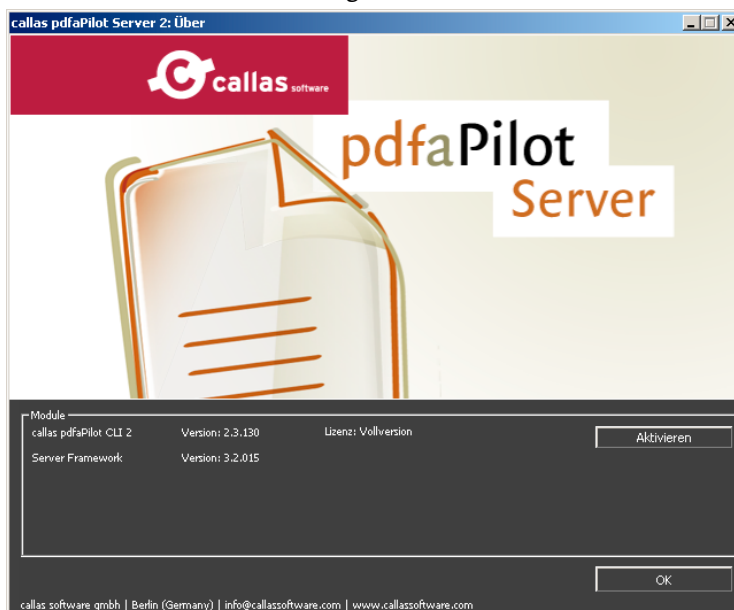 callas pdfaPilot Server 2: Über
callas software
pdfaPilot
Server
Module
callas pdfaPilot CLI 2 Version: 2.3.130 Lizenz: Vollversion Aktivieren
Server Framework Version: 3.2.015
OK
callas software gmbh | Berlin (Germany) | info@callassoftware.com | www.callassoftware.com